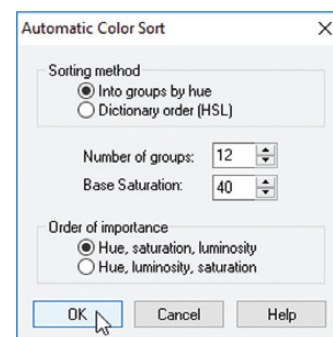 Automatic Color Sort
Sorting method
Into groups by hue
Dictionary order (HSL)
Number of groups: 12
Base Saturation: 40
Order of importance
Hue, saturation, luminosity
Hue, luminosity, saturation
OK Cancel Help